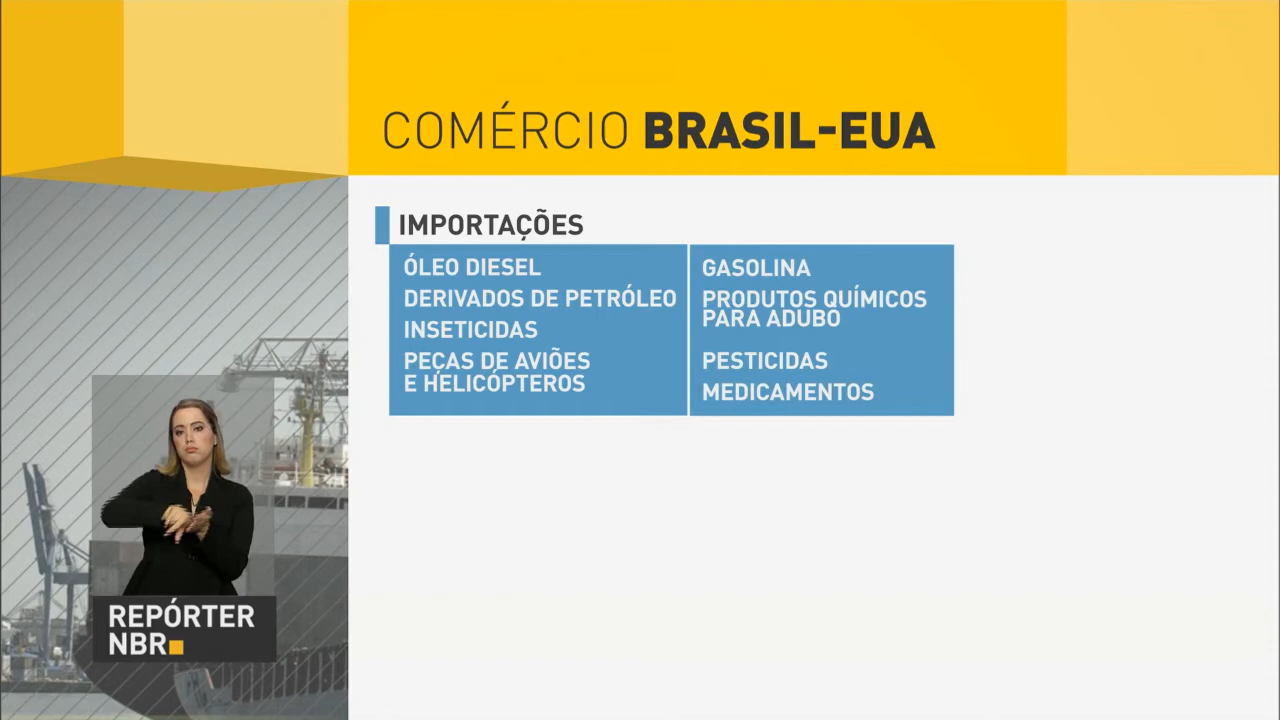 COMÉRCIO BRASIL-EUA
IMPORTAÇÕES
ÓLEO DIESEL
DERIVADOS DE PETRÓLEO
INSETICIDAS
PEÇAS DE AVIÕES
E HELICÓPTEROS
GASOLINA
PRODUTOS QUÍMICOS
PARA ADUBO
PESTICIDAS
MEDICAMENTOS
REPÓRTER
NBR